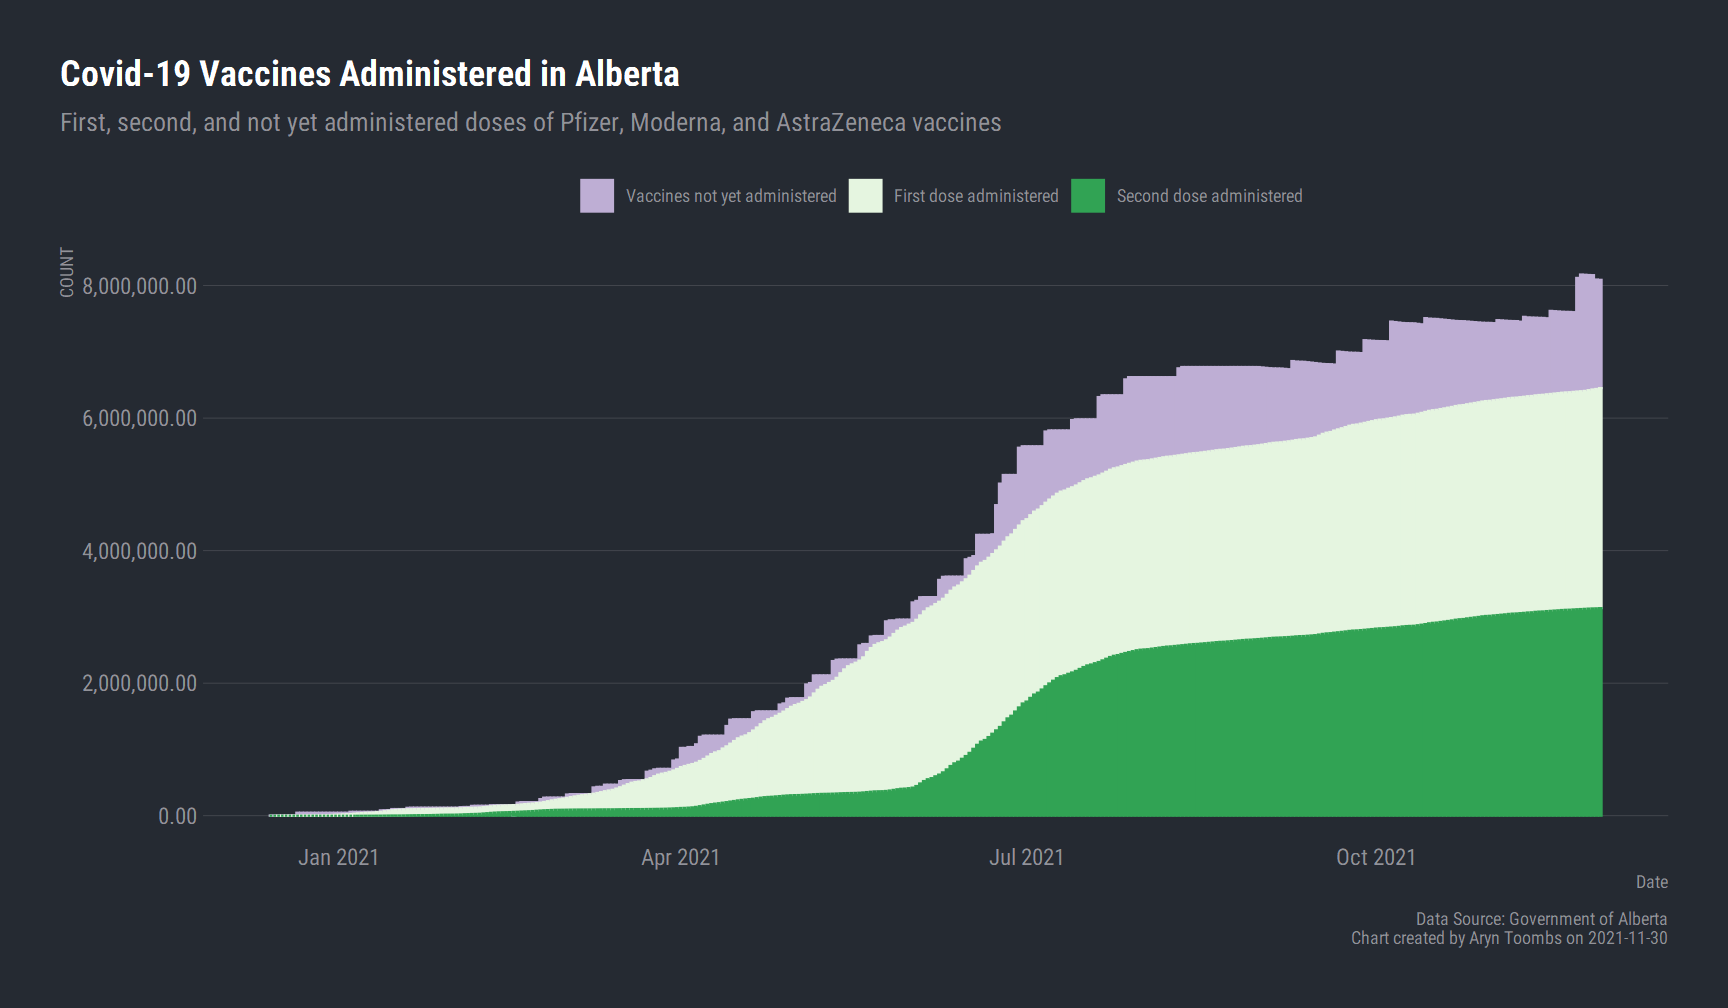 Covid-19 Vaccines Administered in Alberta
First, second, and not yet administered doses of Pfizer, Moderna, and AstraZeneca vaccines
Vaccines not yet administered
First dose administered
Second dose administered
COUNT
8,000,000.00
6,000,000.00
4,000,000.00
2,000,000.00
0.00
Jan 2021
Apr 2021
Jul 2021
Oct 2021
Date
Data Source: Government of Alberta
Chart created by Aryn Toombs on 2021-11-30